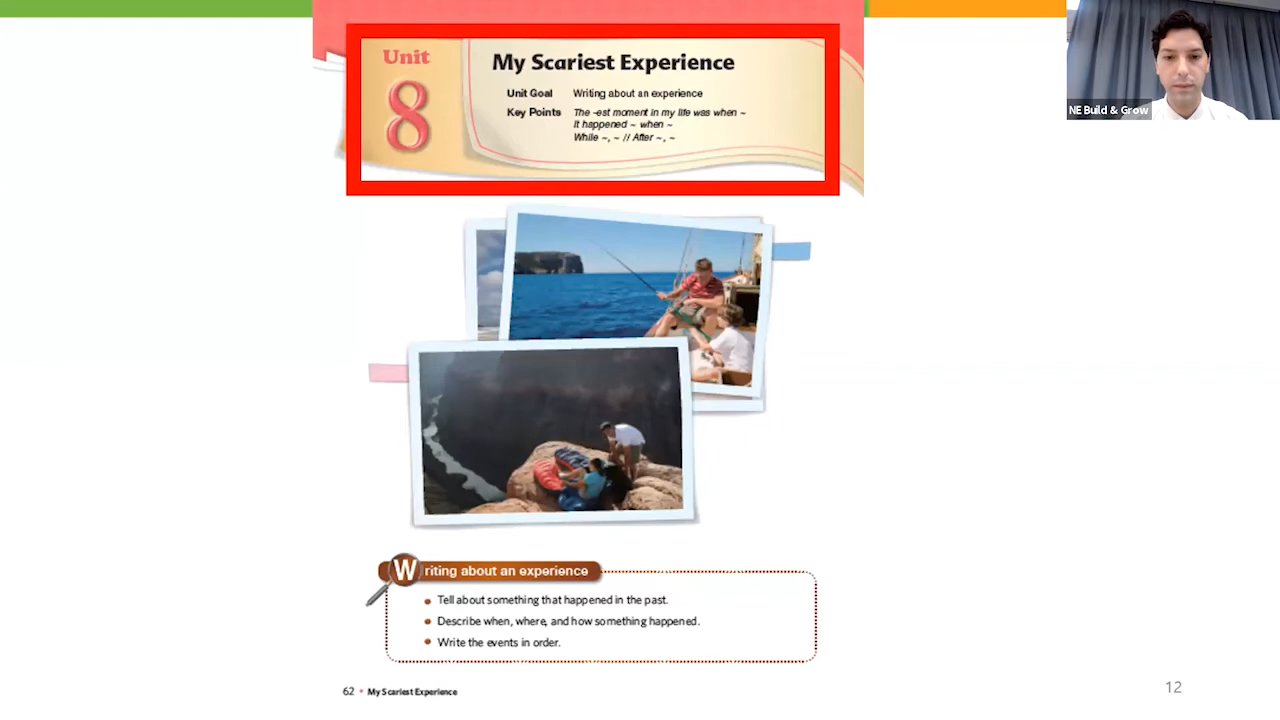 Unit
8
My Scariest Experience
Unit Goal Writing about an experience
Key Points The -est moment in my life was when ~
It happened ~ when ~
While ~, ~ // After ~, ~
NE Build & Grow
Writing about an experience
Tell about something that happened in the past.
Describe when, where, and how something happened.
Write the events in order.
62 • My Scariest Experience
12